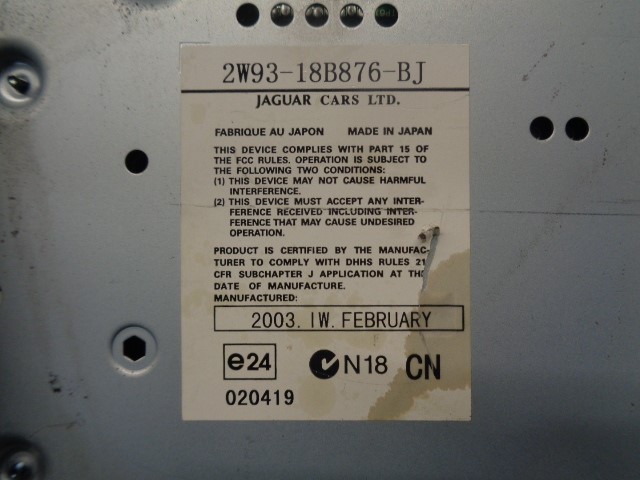 2W93-18B876-BJ
JAGUAR CARS LTD.
FABRIQUE AU JAPON MADE IN JAPAN
THIS DEVICE COMPLIES WITH PART 15 OF
THE FCC RULES. OPERATION IS SUBJECT TO
THE FOLLOWING TWO CONDITIONS:
(1) THIS DEVICE MAY NOT CAUSE HARMFUL
INTERFERENCE.
(2) THIS DEVICE MUST ACCEPT ANY INTER-
FERENCE RECEIVED INCLUDING INTER-
FERENCE THAT MAY CAUSE UNDESIRED
OPERATION.
PRODUCT IS CERTIFIED BY THE MANUFAC-
TURER TO COMPLY WITH DHHS RULES 21
CFR SUBCHAPTER J APPLICATION AT THE
DATE OF MANUFACTURE.
MANUFACTURED:
2003. IW. FEBRUARY
e24 N18 CN
020419